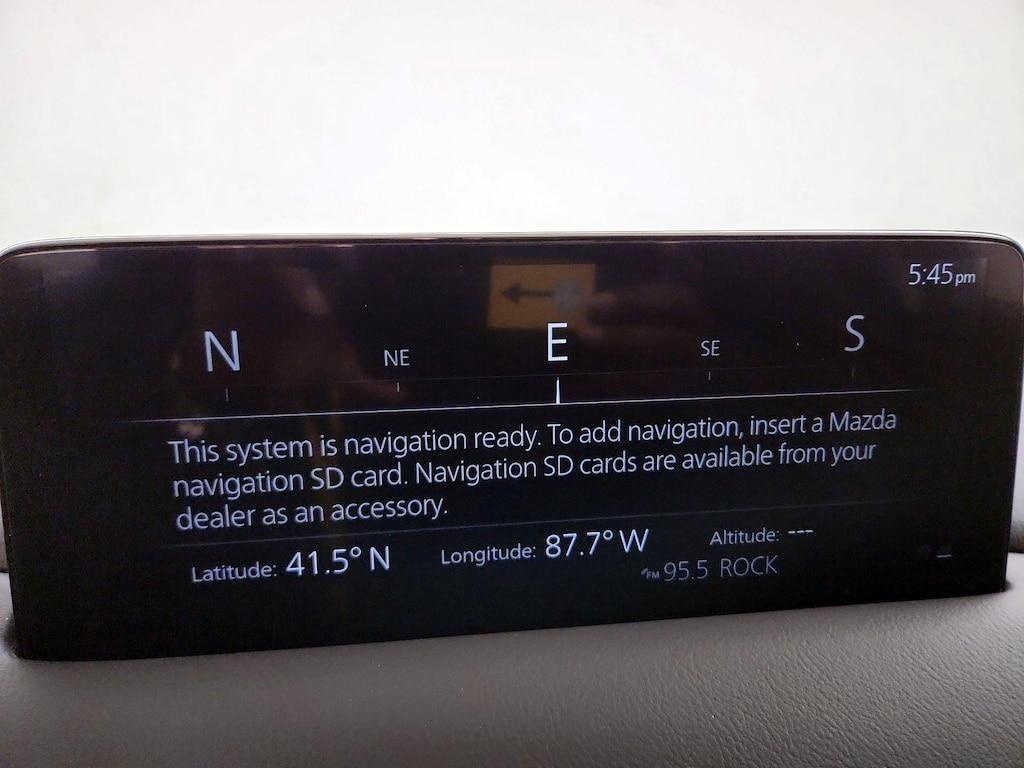 5:45pm
N NE E SE S
This system is navigation ready. To add navigation, insert a Mazda
navigation SD card. Navigation SD cards are available from your
dealer as an accessory.
Latitude: 41.5° N Longitude: 87.7° W Altitude: ---
FM 95.5 ROCK